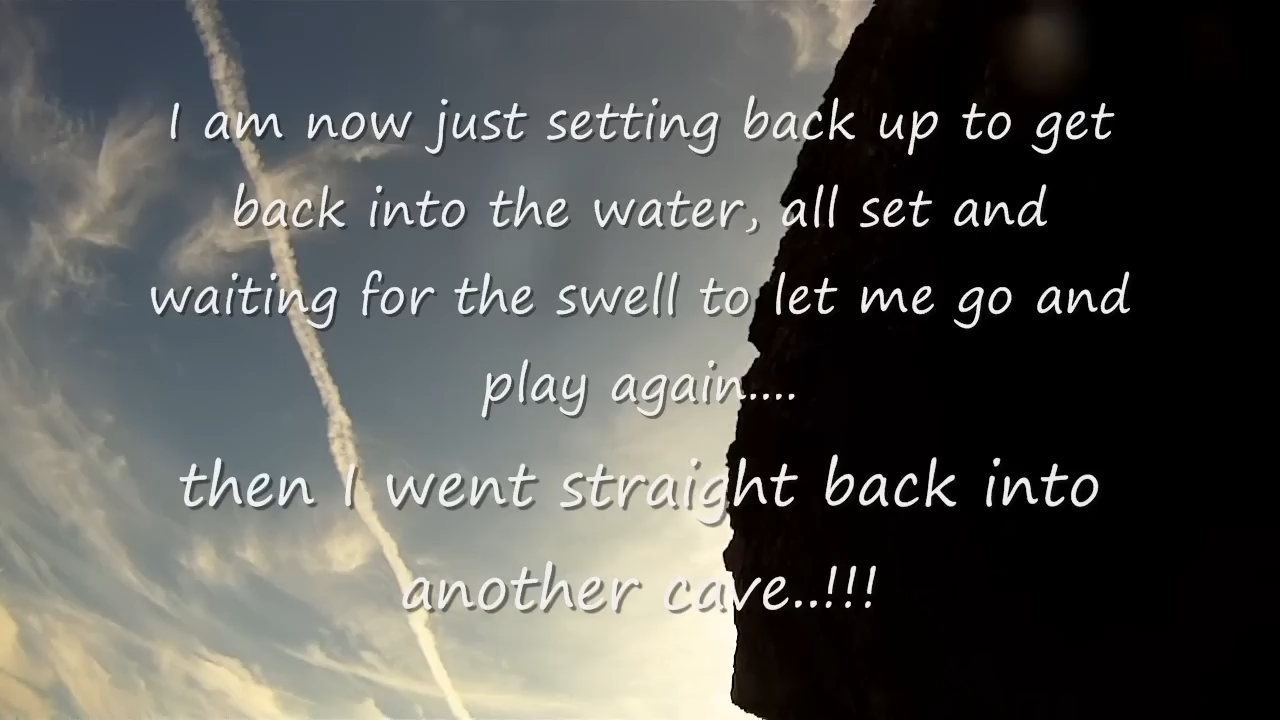 I am now just setting back up to get
back into the water, all set and
waiting for the swell to let me go and
play again....
then I went straight back into
another cave..!!!